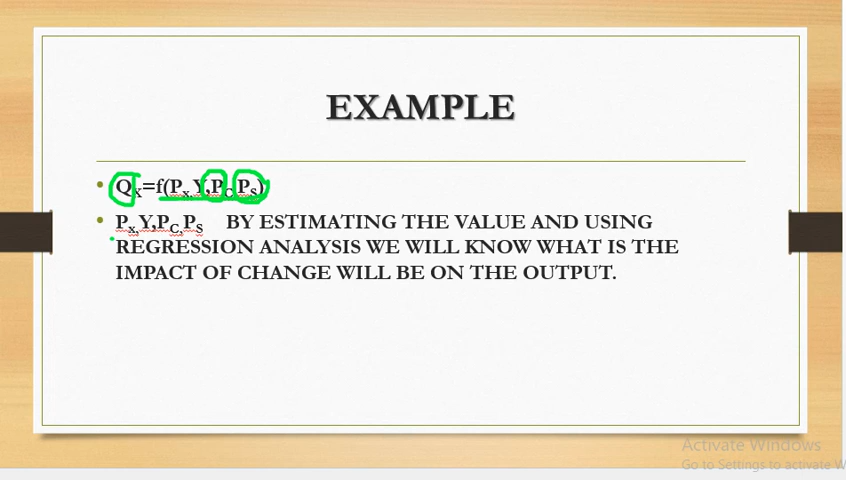 EXAMPLE
• Qx=f(Px,Y,PC,PS)
• Px,Y,PC,PS BY ESTIMATING THE VALUE AND USING
REGRESSION ANALYSIS WE WILL KNOW WHAT IS THE
IMPACT OF CHANGE WILL BE ON THE OUTPUT.
Activate Windows
Go to Settings to activate W